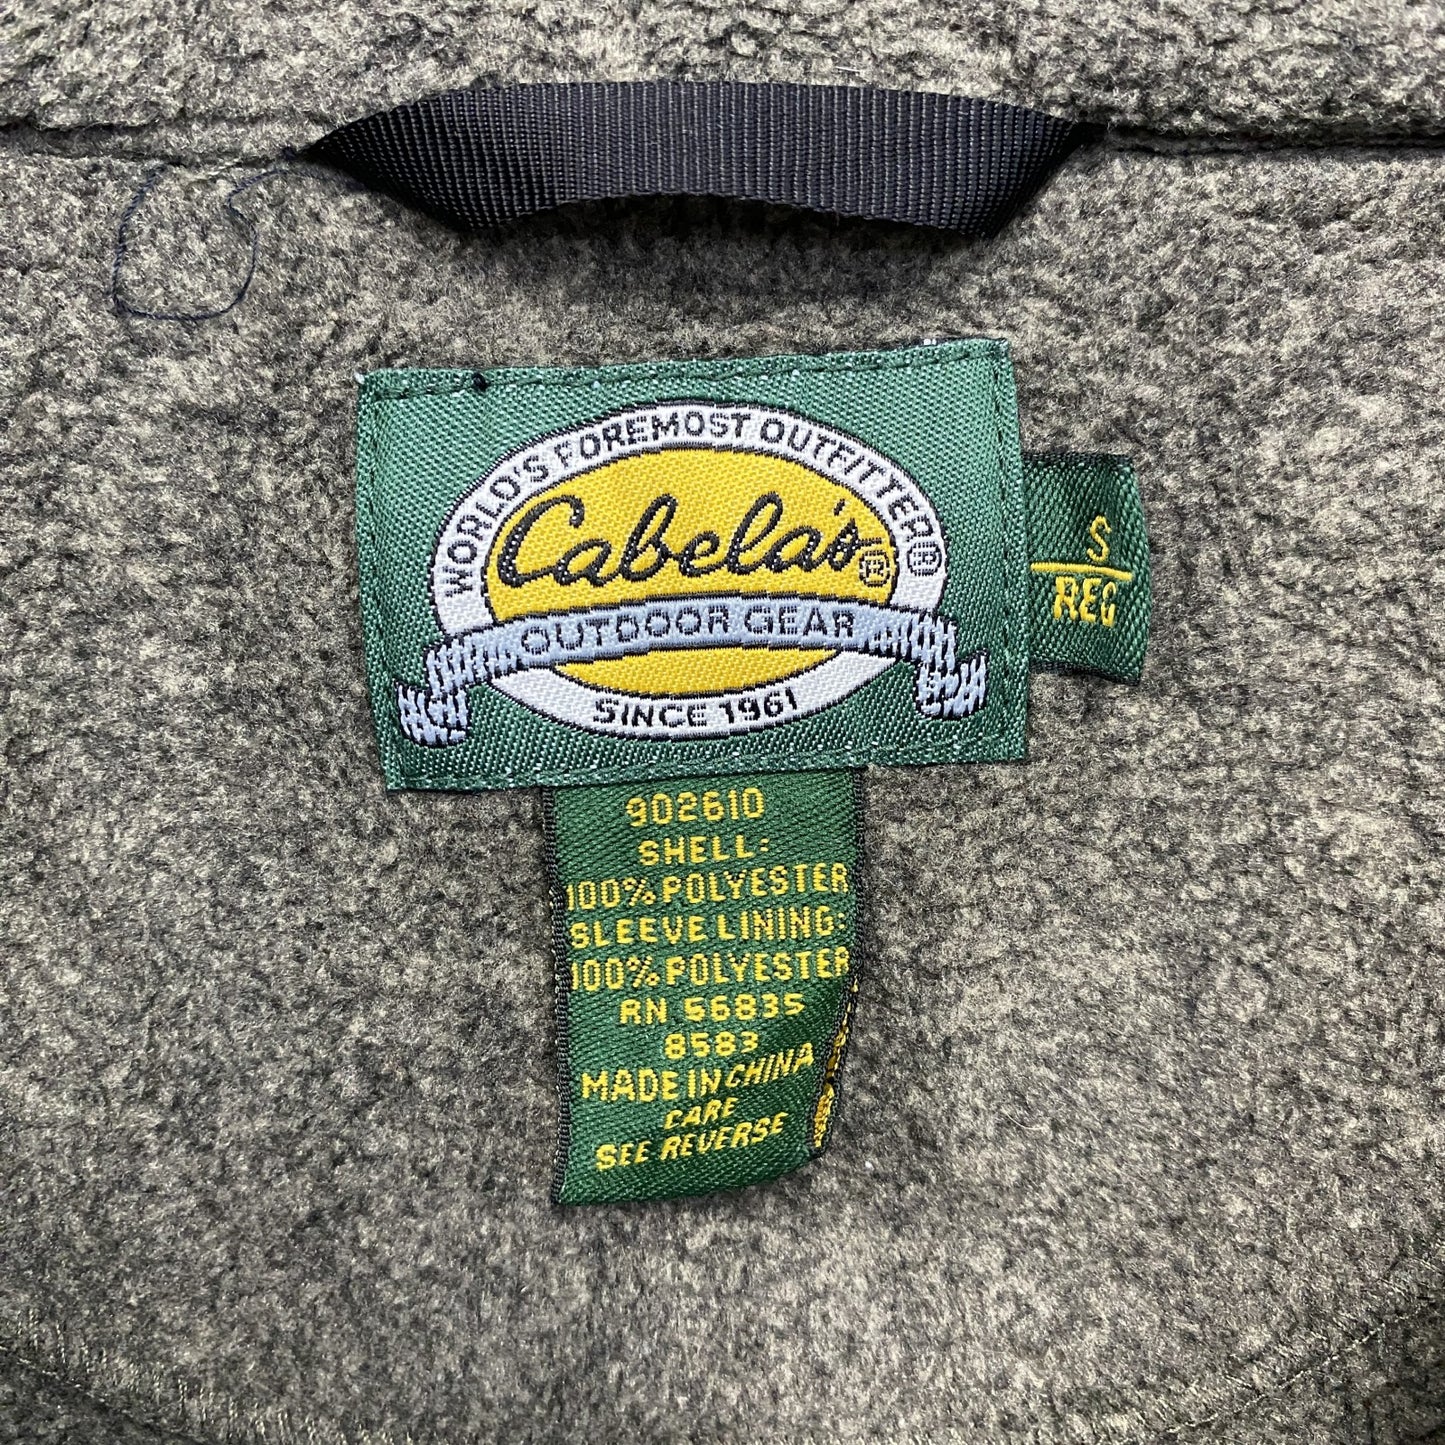 WORLD'S FOREMOST OUTFITTER®
Cabela's®
OUTDOOR GEAR
SINCE 1961
S
REG
902610
SHELL:
100% POLYESTER
SLEEVE LINING:
100% POLYESTER
RN 56835
8583
MADE IN CHINA
CARE
SEE REVERSE